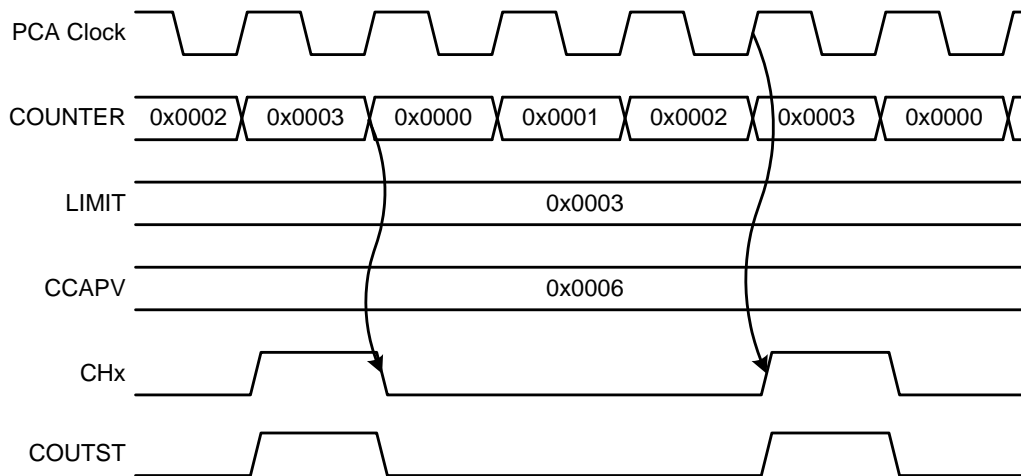 PCA Clock
COUNTER 0x0002 0x0003 0x0000 0x0001 0x0002 0x0003 0x0000
LIMIT 0x0003
CCAPV 0x0006
CHx
COUTST